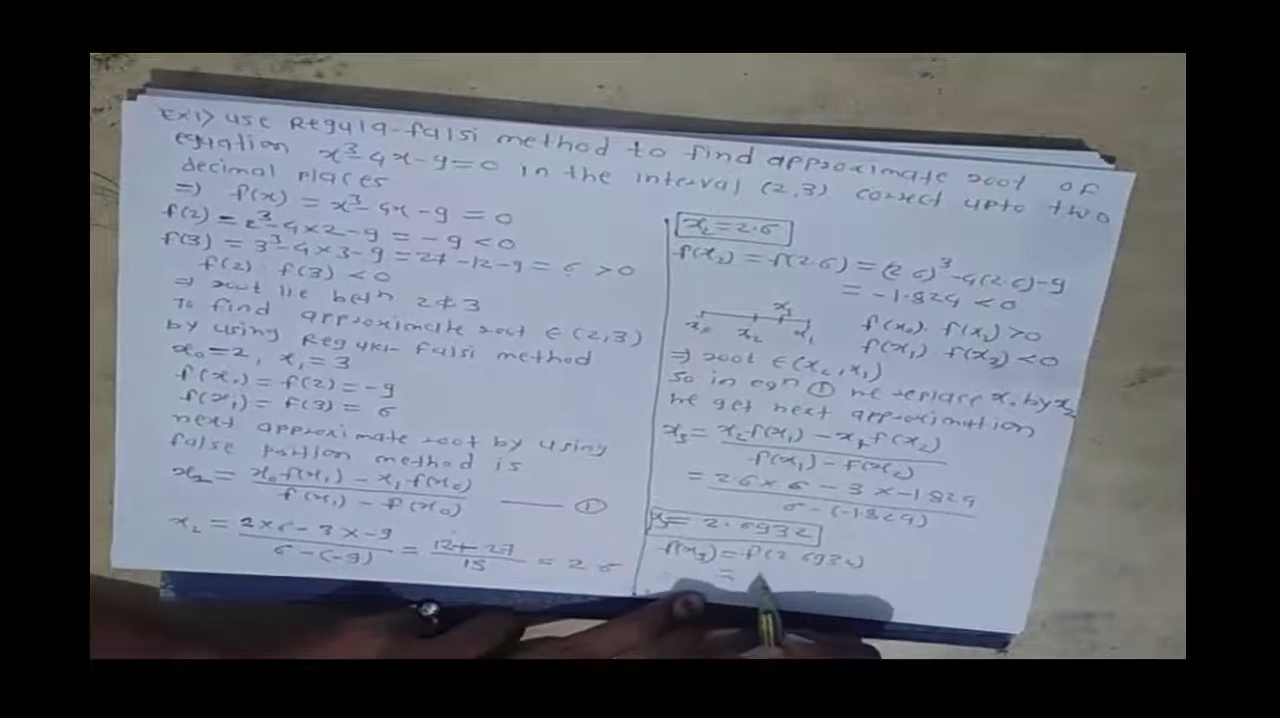 Ex1> Use Regula-falsi method to find approximate root of
equation x³-4x-9=0 in the interval (2,3) correct upto two
decimal places
⇒ f(x) = x³-4x-9=0
f(2) = 2³-4×2-9 = -9 <0
f(3) = 3³-4×3-9 = 27-12-9 = 6 >0
f(2) · f(3) <0
⇒ root lie betn 2 & 3
To find approximate root ∈ (2,3)
by using Regula- falsi method
x₀=2, x₁=3
f(x₀) = f(2) = -9
f(x₁) = f(3) = 6
next approximate root by using
false position method is
x₂ = x₀f(x₁) - x₁f(x₀) / f(x₁) - f(x₀) —— ①
x₂ = 2×6-3×-9 / 6-(-9) = 12+27 / 15 = 2.6
x₂=2.6
f(x₂) = f(2.6) = (2.6)³-4(2.6)-9
= -1.824 <0
x₀ x₂ x₃ x₁
f(x₀)· f(x₂) >0
f(x₁) f(x₂) <0
⇒ root ∈(x₂,x₁)
So in eqn ① we replace x₀ by x₂
we get next approximation
x₃ = x₂f(x₁) - x₁f(x₂) / f(x₁) - f(x₂)
= 2.6×6 - 3×-1.824 / 6-(-1.824)
x₃= 2.6932
f(x₃) = f(2.6932)
=